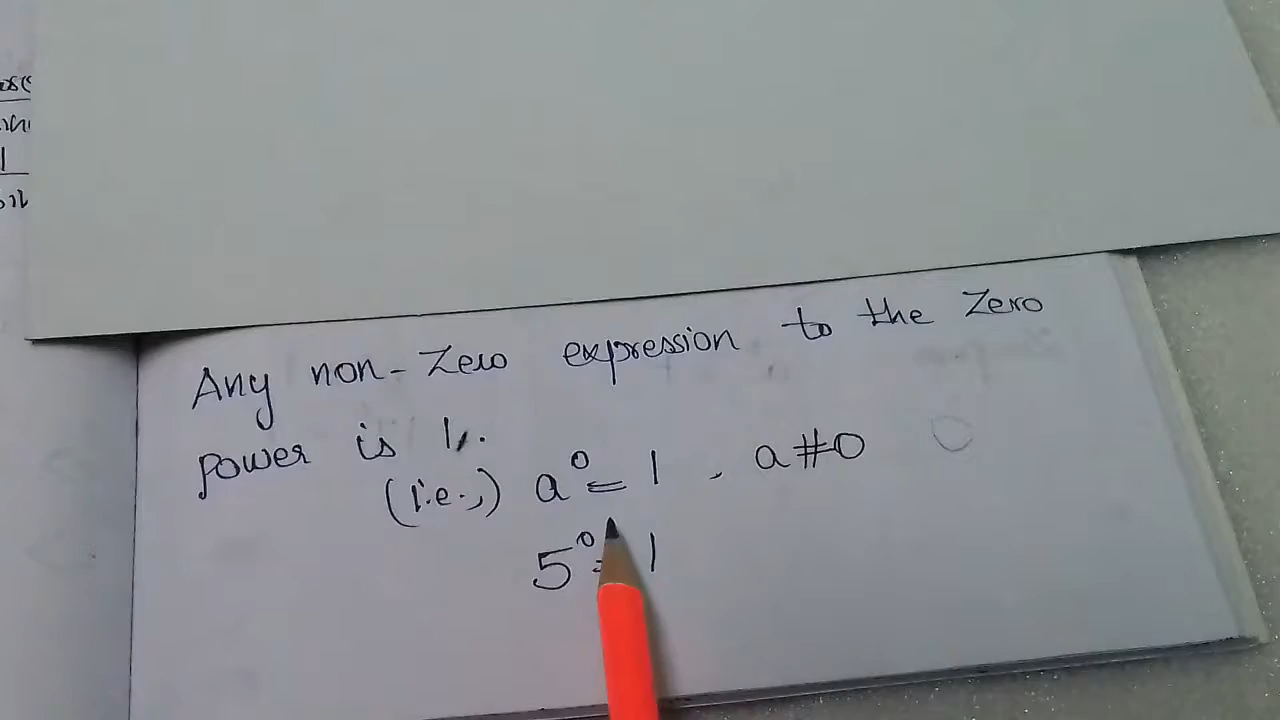 Any non-Zero expression to the Zero
power is 1,.
(i.e.,) a⁰ = 1, a≠0
5⁰ = 1